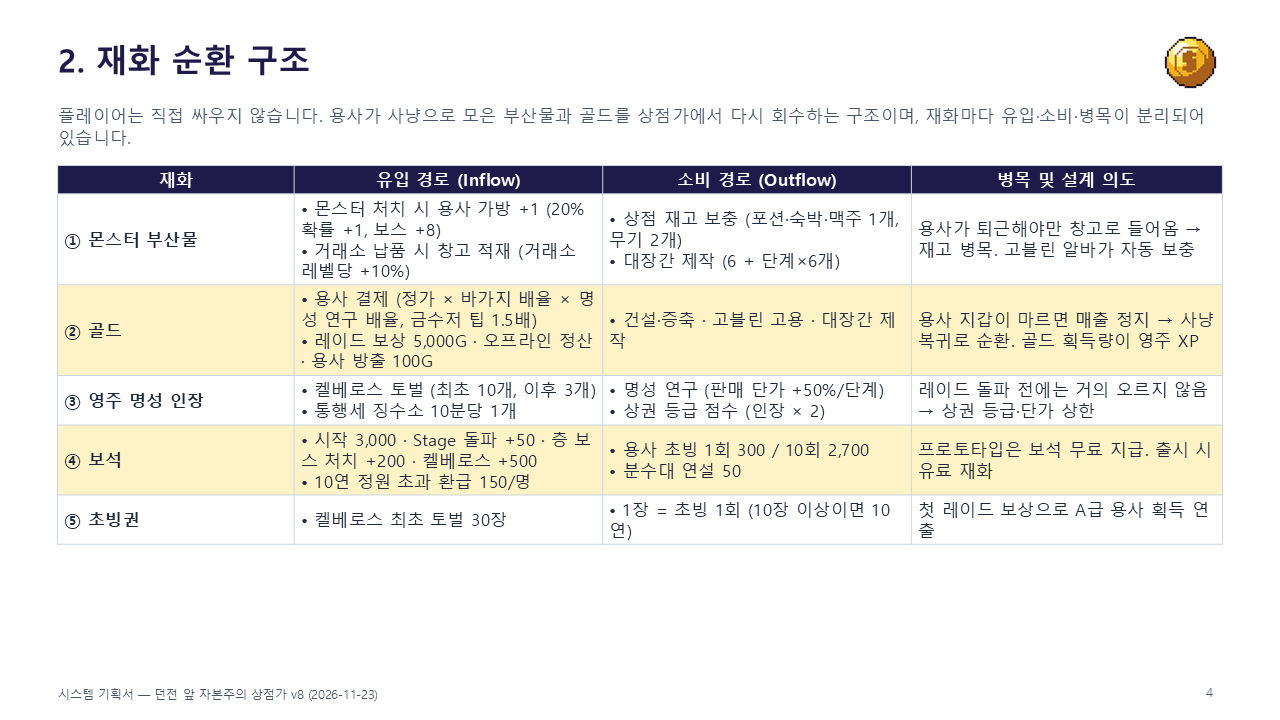 2. 재화 순환 구조
플레이어는 직접 싸우지 않습니다. 용사가 사냥으로 모은 부산물과 골드를 상점가에서 다시 회수하는 구조이며, 재화마다 유입·소비·병목이 분리되어
있습니다.
재화
유입 경로 (Inflow)
소비 경로 (Outflow)
병목 및 설계 의도
① 몬스터 부산물
• 몬스터 처치 시 용사 가방 +1 (20%
확률 +1, 보스 +8)
• 거래소 납품 시 창고 적재 (거래소
레벨당 +10%)
• 상점 재고 보충 (포션·숙박·맥주 1개,
무기 2개)
• 대장간 제작 (6 + 단계×6개)
용사가 퇴근해야만 창고로 들어옴 →
재고 병목. 고블린 알바가 자동 보충
② 골드
• 용사 결제 (정가 × 바가지 배율 × 명
성 연구 배율, 금수저 팁 1.5배)
• 레이드 보상 5,000G · 오프라인 정산
· 용사 방출 100G
• 건설·증축 · 고블린 고용 · 대장간 제
작
용사 지갑이 마르면 매출 정지 → 사냥
복귀로 순환. 골드 획득량이 영주 XP
③ 영주 명성 인장
• 켈베로스 토벌 (최초 10개, 이후 3개)
• 통행세 징수소 10분당 1개
• 명성 연구 (판매 단가 +50%/단계)
• 상권 등급 점수 (인장 × 2)
레이드 돌파 전에는 거의 오르지 않음
→ 상권 등급·단가 상한
④ 보석
• 시작 3,000 · Stage 돌파 +50 · 층 보
스 처치 +200 · 켈베로스 +500
• 10연 정원 초과 환급 150/명
• 용사 초빙 1회 300 / 10회 2,700
• 분수대 연설 50
프로토타입은 보석 무료 지급. 출시 시
유료 재화
⑤ 초빙권
• 켈베로스 최초 토벌 30장
• 1장 = 초빙 1회 (10장 이상이면 10
연)
첫 레이드 보상으로 A급 용사 획득 연
출
시스템 기획서 — 던전 앞 자본주의 상점가 v8 (2026-11-23)
4